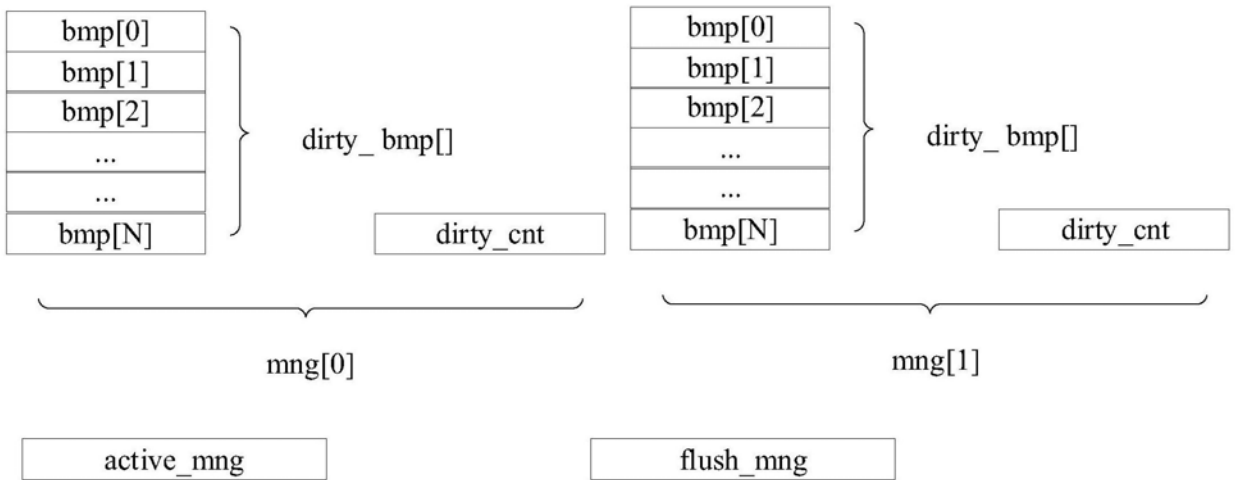 bmp[0]
bmp[1]
bmp[2]
...
...
bmp[N]
dirty_ bmp[]
dirty_cnt
mng[0]
bmp[0]
bmp[1]
bmp[2]
...
...
bmp[N]
dirty_ bmp[]
dirty_cnt
mng[1]
active_mng
flush_mng